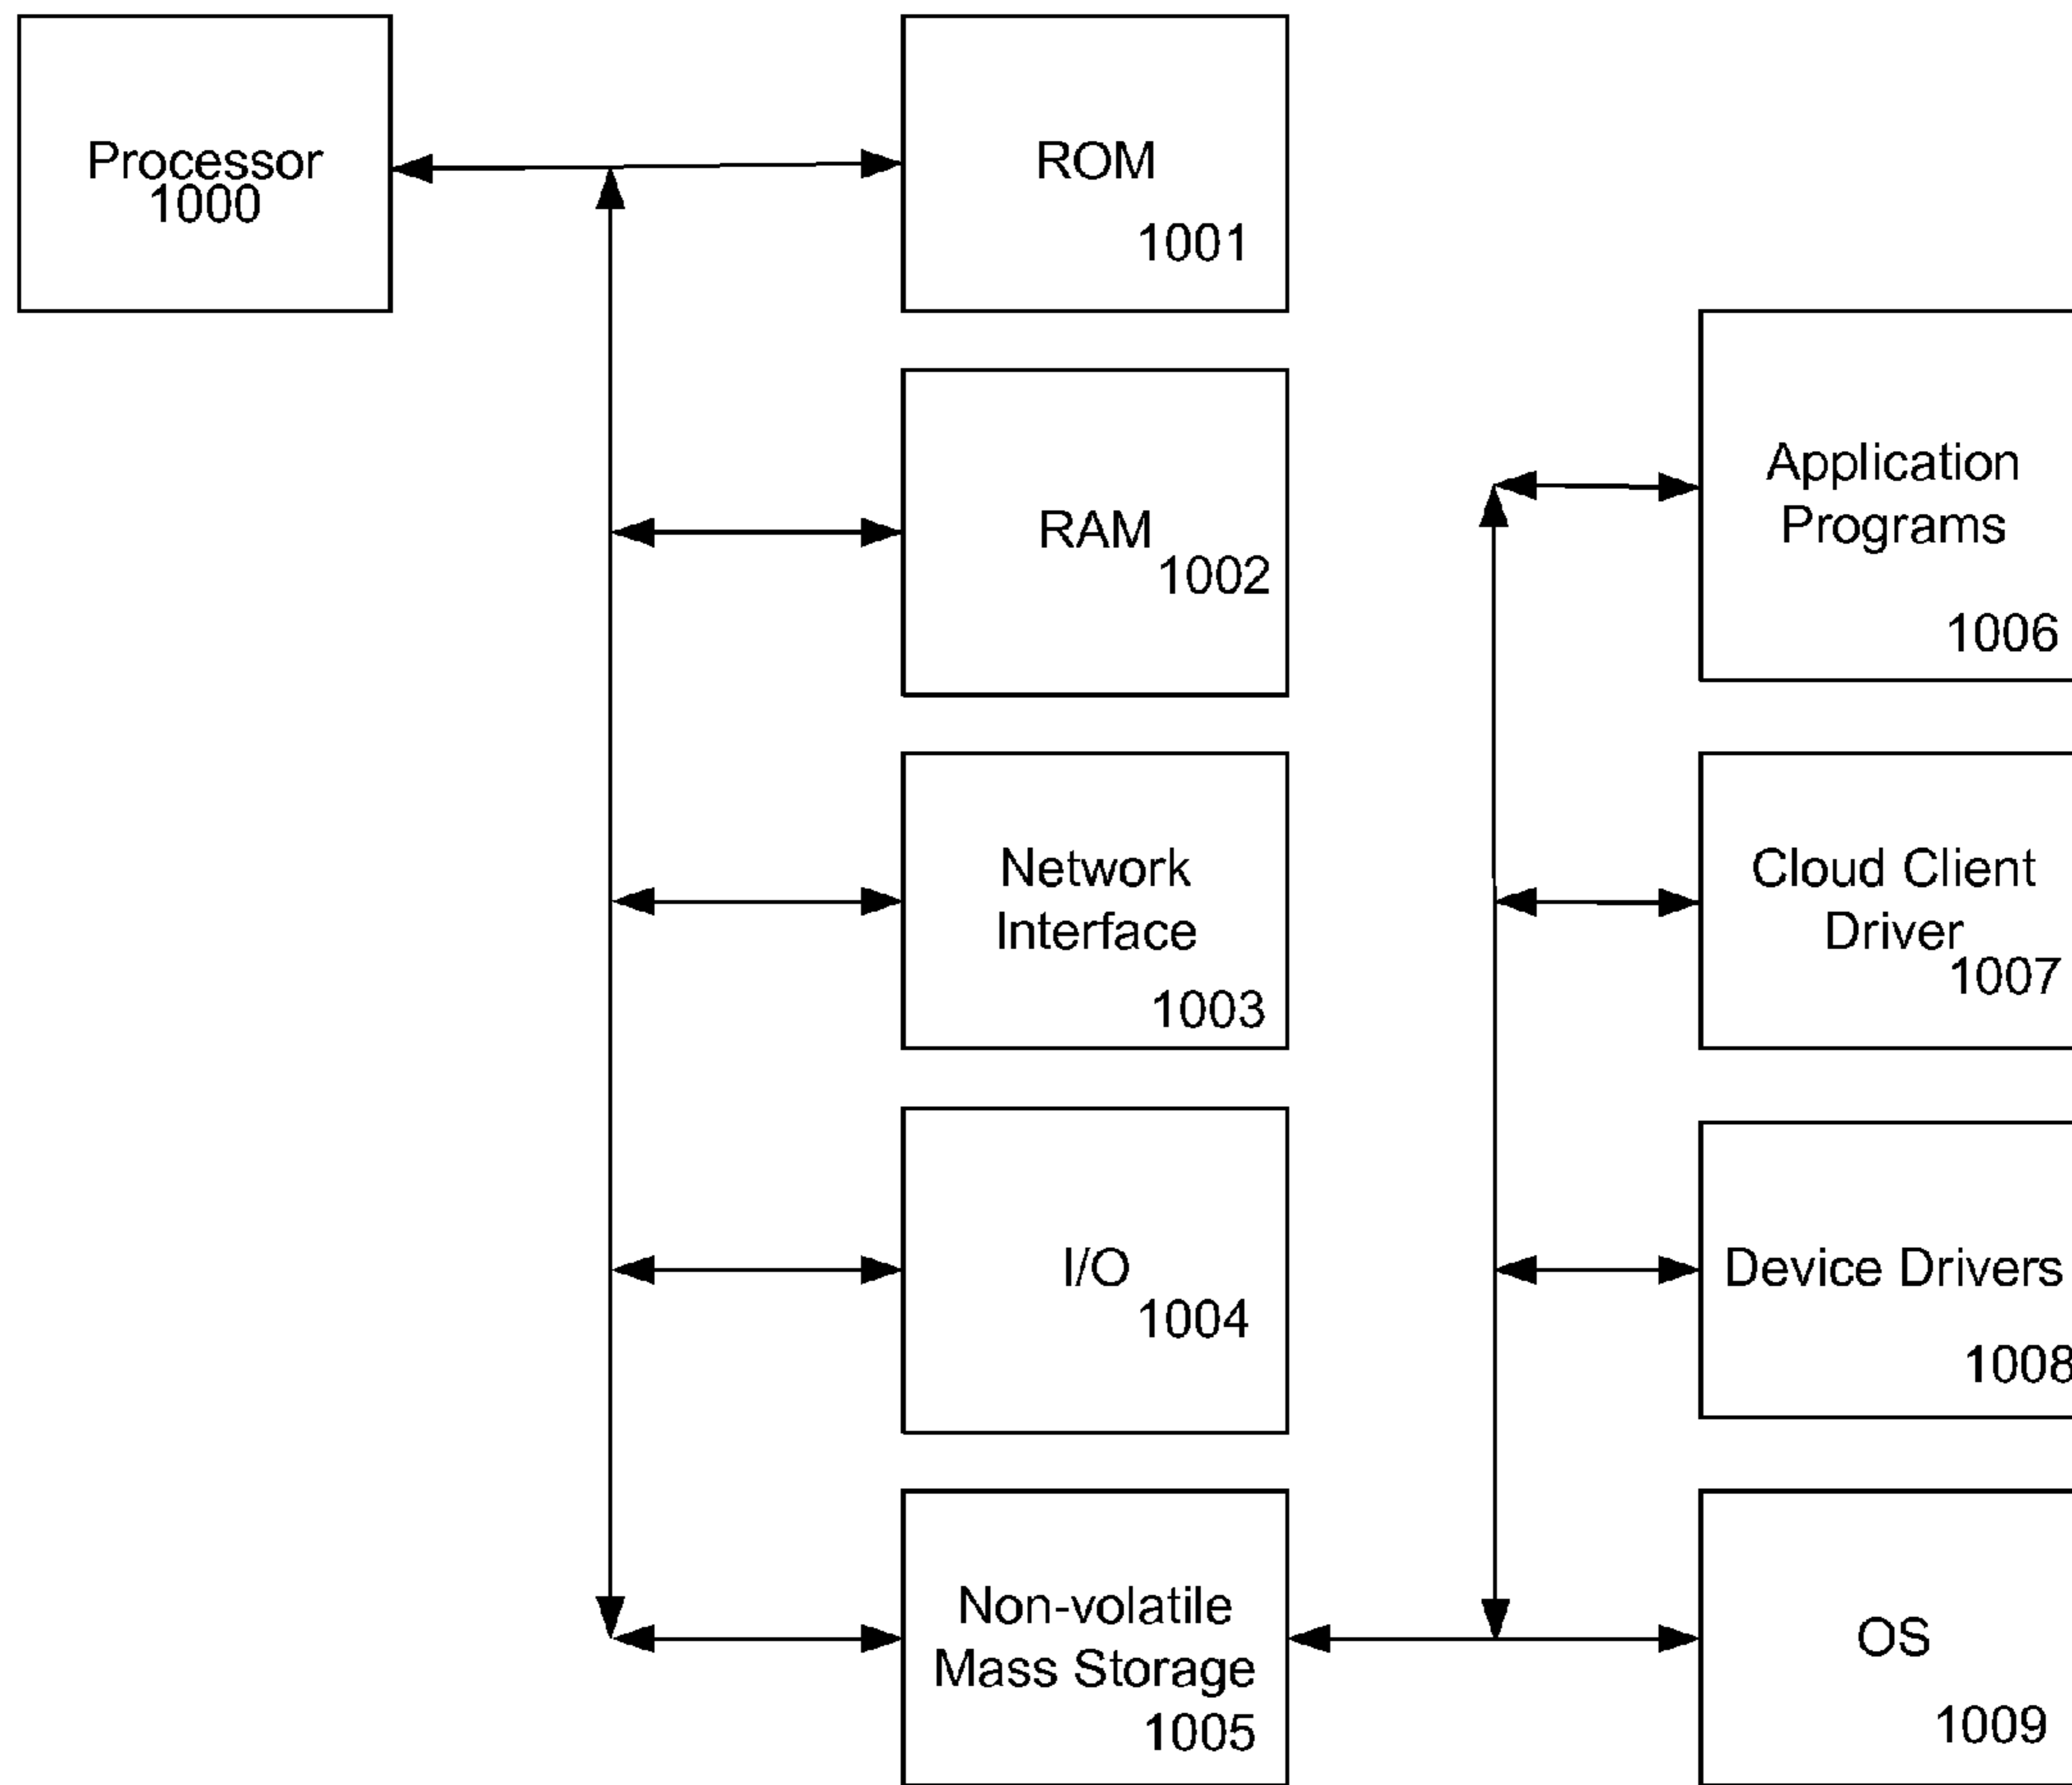 Processor
1000
ROM
1001
RAM
1002
Network
Interface
1003
I/O
1004
Non-volatile
Mass Storage
1005
Application
Programs
1006
Cloud Client
Driver
1007
Device Drivers
1008
OS
1009